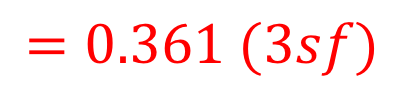 = 0.361 (3sf)